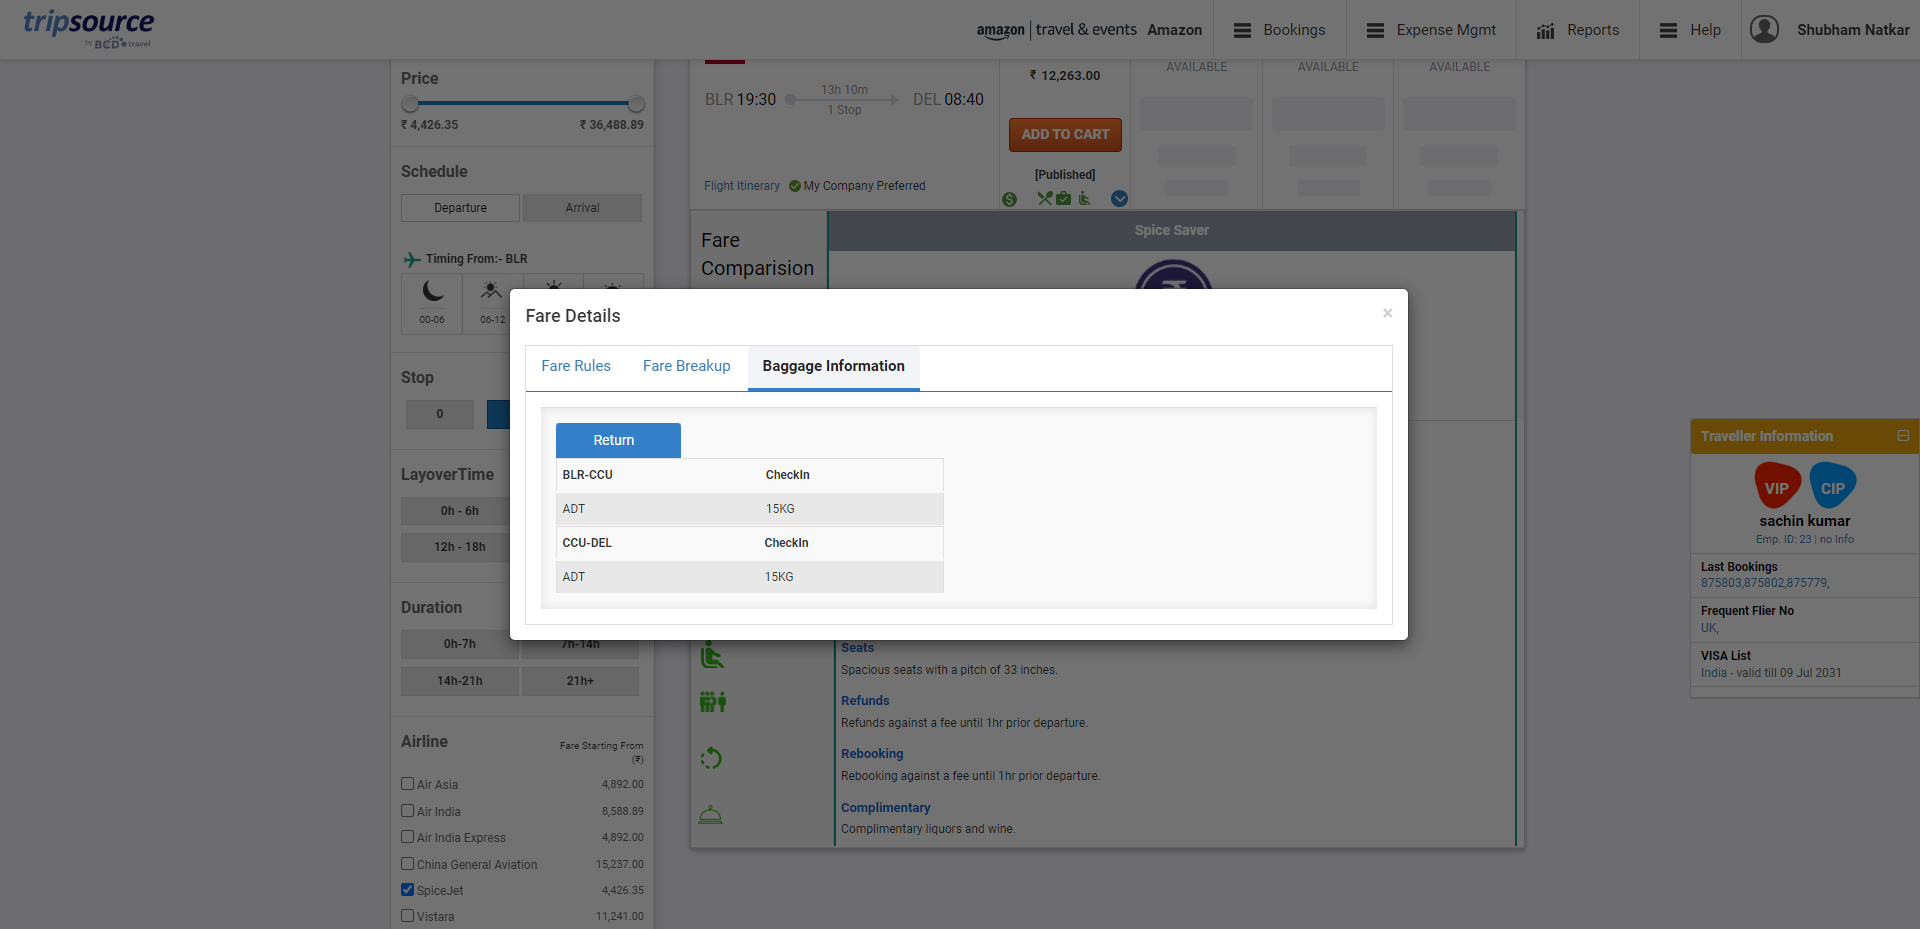 tripsource
by BCD travel
amazon | travel & events Amazon
Bookings
Expense Mgmt
Reports
Help
Shubham Natkar
Price
₹ 4,426.35 ₹ 36,488.89
Schedule
Departure Arrival
Timing From:- BLR
00-06 06-12
Stop
0
LayoverTime
0h - 6h
12h - 18h
Duration
0h-7h 7h-14h
14h-21h 21h+
Airline Fare Starting From
(₹)
Air Asia 4,892.00
Air India 8,588.89
Air India Express 4,892.00
China General Aviation 15,237.00
SpiceJet 4,426.35
Vistara 11,241.00
BLR 19:30 13h 10m DEL 08:40
1 Stop
Flight Itinerary My Company Preferred
₹ 12,263.00
ADD TO CART
[Published]
AVAILABLE AVAILABLE AVAILABLE
Fare
Comparision
Spice Saver
Fare Details ×
Fare Rules Fare Breakup Baggage Information
Return
BLR-CCU CheckIn
ADT 15KG
CCU-DEL CheckIn
ADT 15KG
Seats
Spacious seats with a pitch of 33 inches.
Refunds
Refunds against a fee until 1hr prior departure.
Rebooking
Rebooking against a fee until 1hr prior departure.
Complimentary
Complimentary liquors and wine.
Traveller Information
VIP CIP
sachin kumar
Emp. ID: 23 | no Info
Last Bookings
875803,875802,875779,
Frequent Flier No
UK,
VISA List
India - valid till 09 Jul 2031